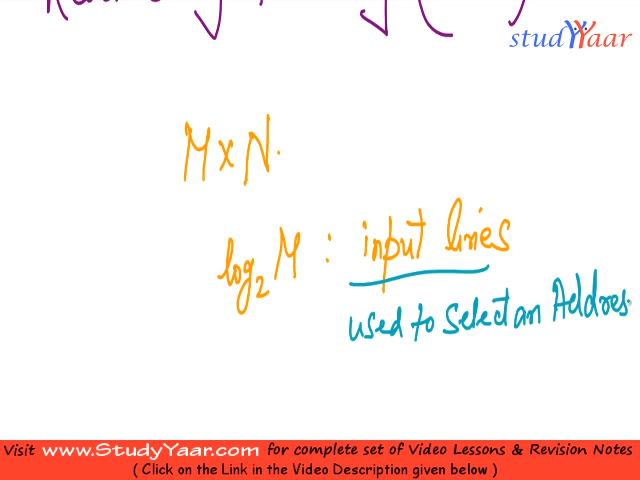 studYYaar
M x N.
log2 M : input lines
used to select an Address.
Visit www.StudyYaar.com for complete set of Video Lessons & Revision Notes
( Click on the Link in the Video Description given below )